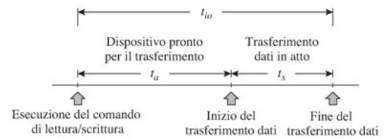 t_io
Dispositivo pronto
per il trasferimento
Trasferimento
dati in atto
t_a
t_x
Esecuzione del comando
di lettura/scrittura
Inizio del
trasferimento dati
Fine del
trasferimento dati